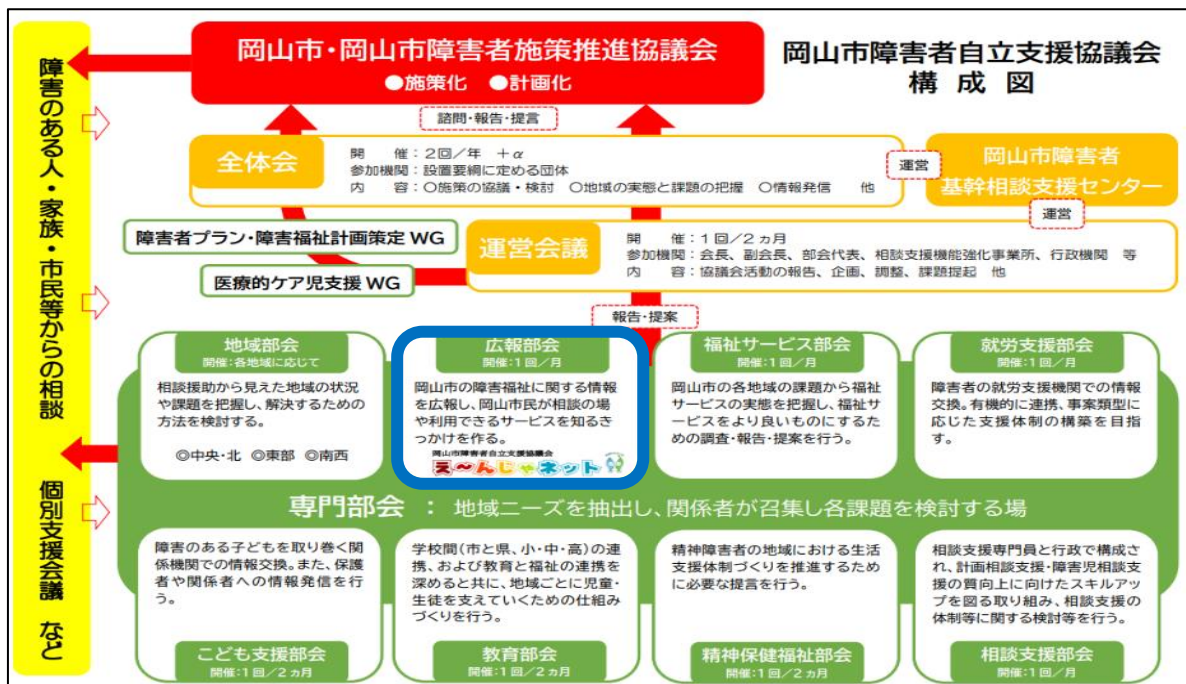 障害のある人・家族・市民等からの相談
個別支援会議 など
岡山市・岡山市障害者施策推進協議会
●施策化 ●計画化
岡山市障害者自立支援協議会
構 成 図
諮問・報告・提言
全体会
開 催：２回／年 ＋α
参加機関：設置要綱に定める団体
内 容：○施策の協議・検討 ○地域の実態と課題の把握 ○情報発信 他
運営
岡山市障害者
基幹相談支援センター
運営
障害者プラン・障害福祉計画策定 WG
医療的ケア児支援 WG
運営会議
開 催：１回／２ヵ月
参加機関：会長、副会長、部会代表、相談支援機能強化事業所、行政機関 等
内 容：協議会活動の報告、企画、調整、課題提起 他
報告・提案
地域部会
開催：各地域に応じて
相談援助から見えた地域の状況
や課題を把握し、解決するための
方法を検討する。
◎中央・北 ◎東部 ◎南西
広報部会
開催：１回／月
岡山市の障害福祉に関する情報
を広報し、岡山市民が相談の場
や利用できるサービスを知るき
っかけを作る。
岡山市障害者自立支援協議会
え～んじゃネット
福祉サービス部会
開催：１回／月
岡山市の各地域の課題から福祉
サービスの実態を把握し、福祉サ
ービスをより良いものにするた
めの調査・報告・提案を行う。
就労支援部会
開催：１回／月
障害者の就労支援機関での情報
交換。有機的に連携、事案類型に
応じた支援体制の構築を目指
す。
専門部会 ： 地域ニーズを抽出し、関係者が召集し各課題を検討する場
障害のある子どもを取り巻く関
係機関での情報交換。また、保護
者や関係者への情報発信を行
う。
こども支援部会
開催：１回／２ヵ月
学校間（市と県、小・中・高）の連
携、および教育と福祉の連携を
深めると共に、地域ごとに児童・
生徒を支えていくための仕組み
づくりを行う。
教育部会
開催：１回／２ヵ月
精神障害者の地域における生活
支援体制づくりを推進するため
に必要な提言を行う。
精神保健福祉部会
開催：１回／２ヵ月
相談支援専門員と行政で構成さ
れ、計画相談支援・障害児相談支
援の質向上に向けたスキルアッ
プを図る取り組み、相談支援の
体制等に関する検討等を行う。
相談支援部会
開催：１回／月